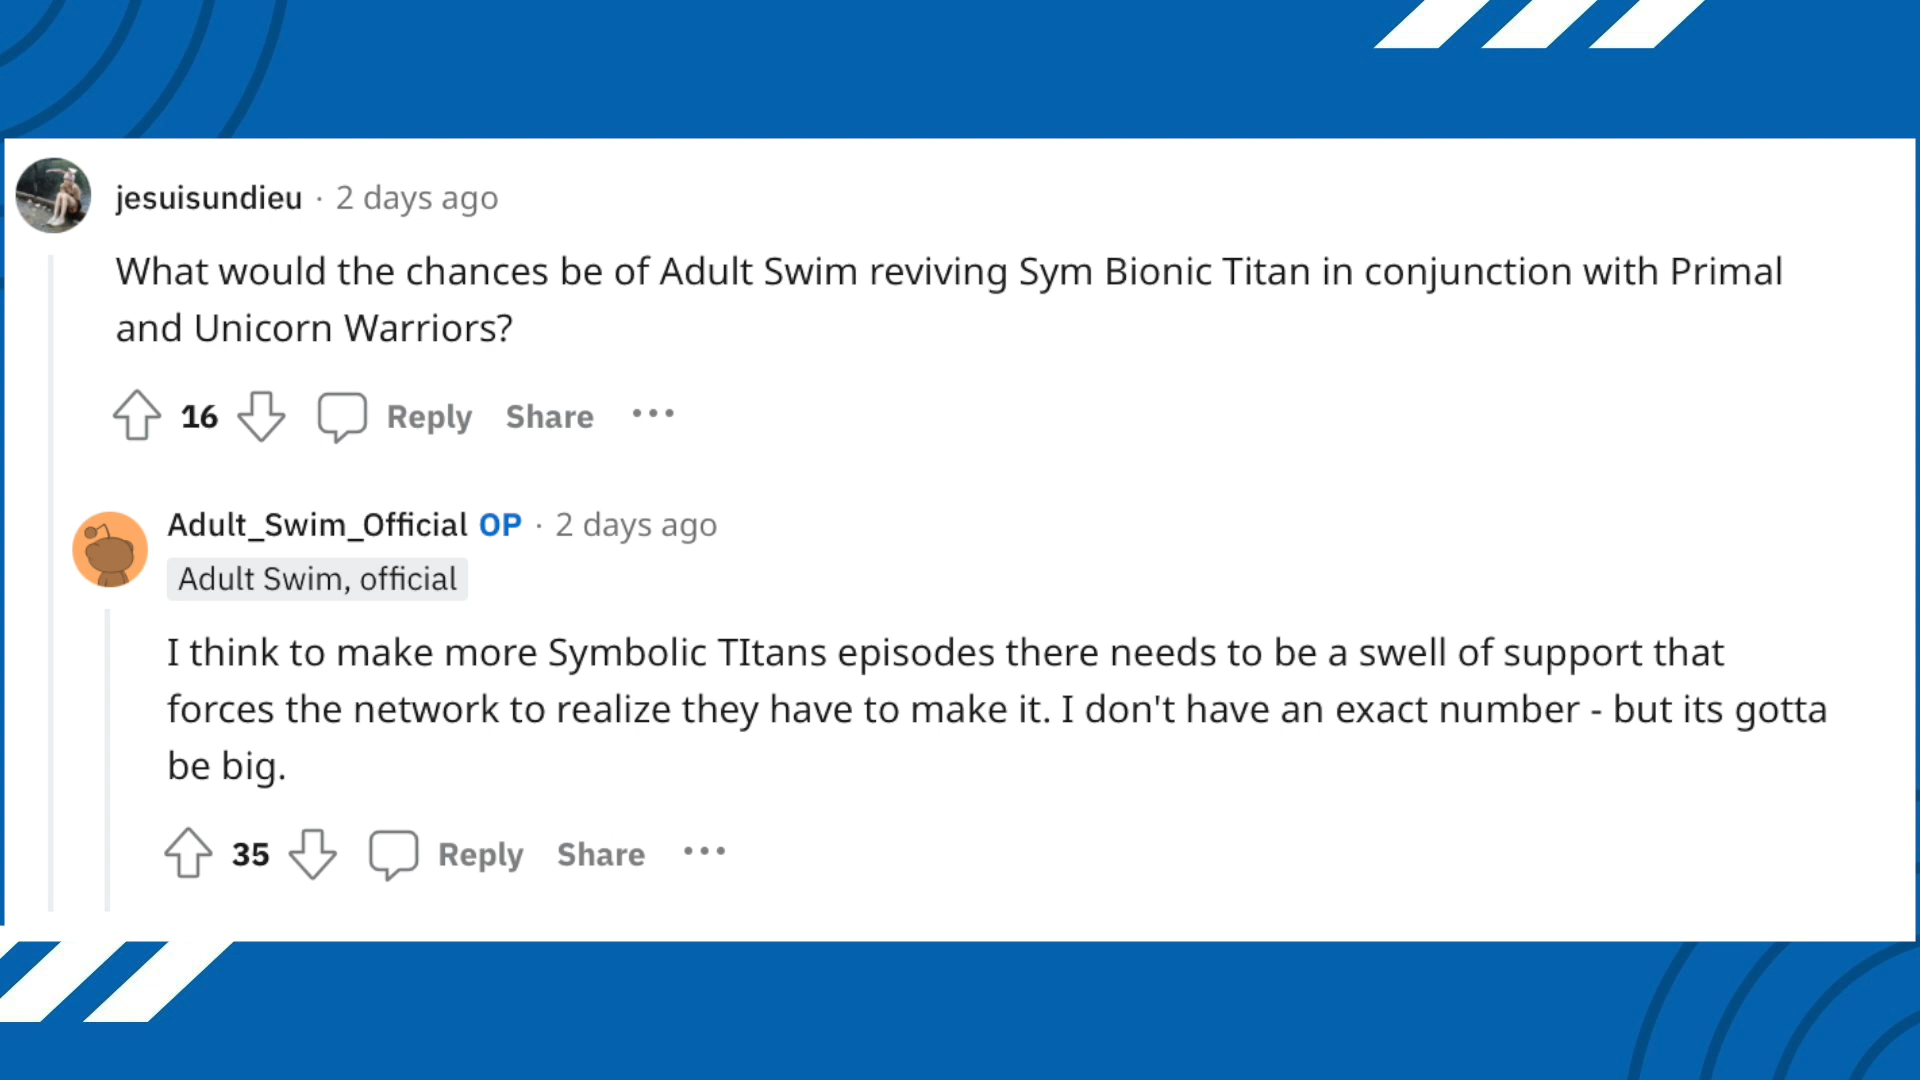 jesuisundieu · 2 days ago
What would the chances be of Adult Swim reviving Sym Bionic Titan in conjunction with Primal
and Unicorn Warriors?
16 Reply Share ···
Adult_Swim_Official OP · 2 days ago
Adult Swim, official
I think to make more Symbolic TItans episodes there needs to be a swell of support that
forces the network to realize they have to make it. I don't have an exact number - but its gotta
be big.
35 Reply Share ···